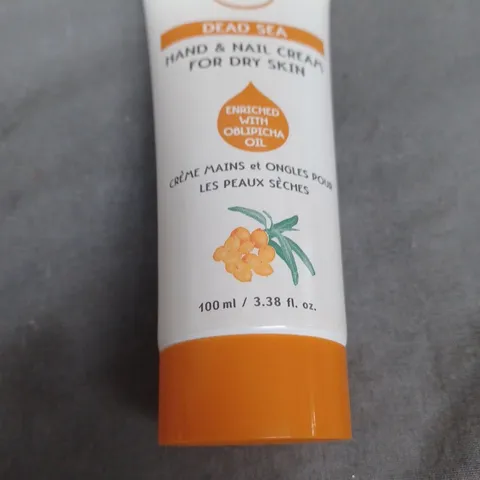 DEAD SEA
HAND & NAIL CREAM
FOR DRY SKIN
ENRICHED
WITH
OBLIPICHA
OIL
CRÈME MAINS et ONGLES POUR
LES PEAUX SÈCHES
100 ml / 3.38 fl. oz.